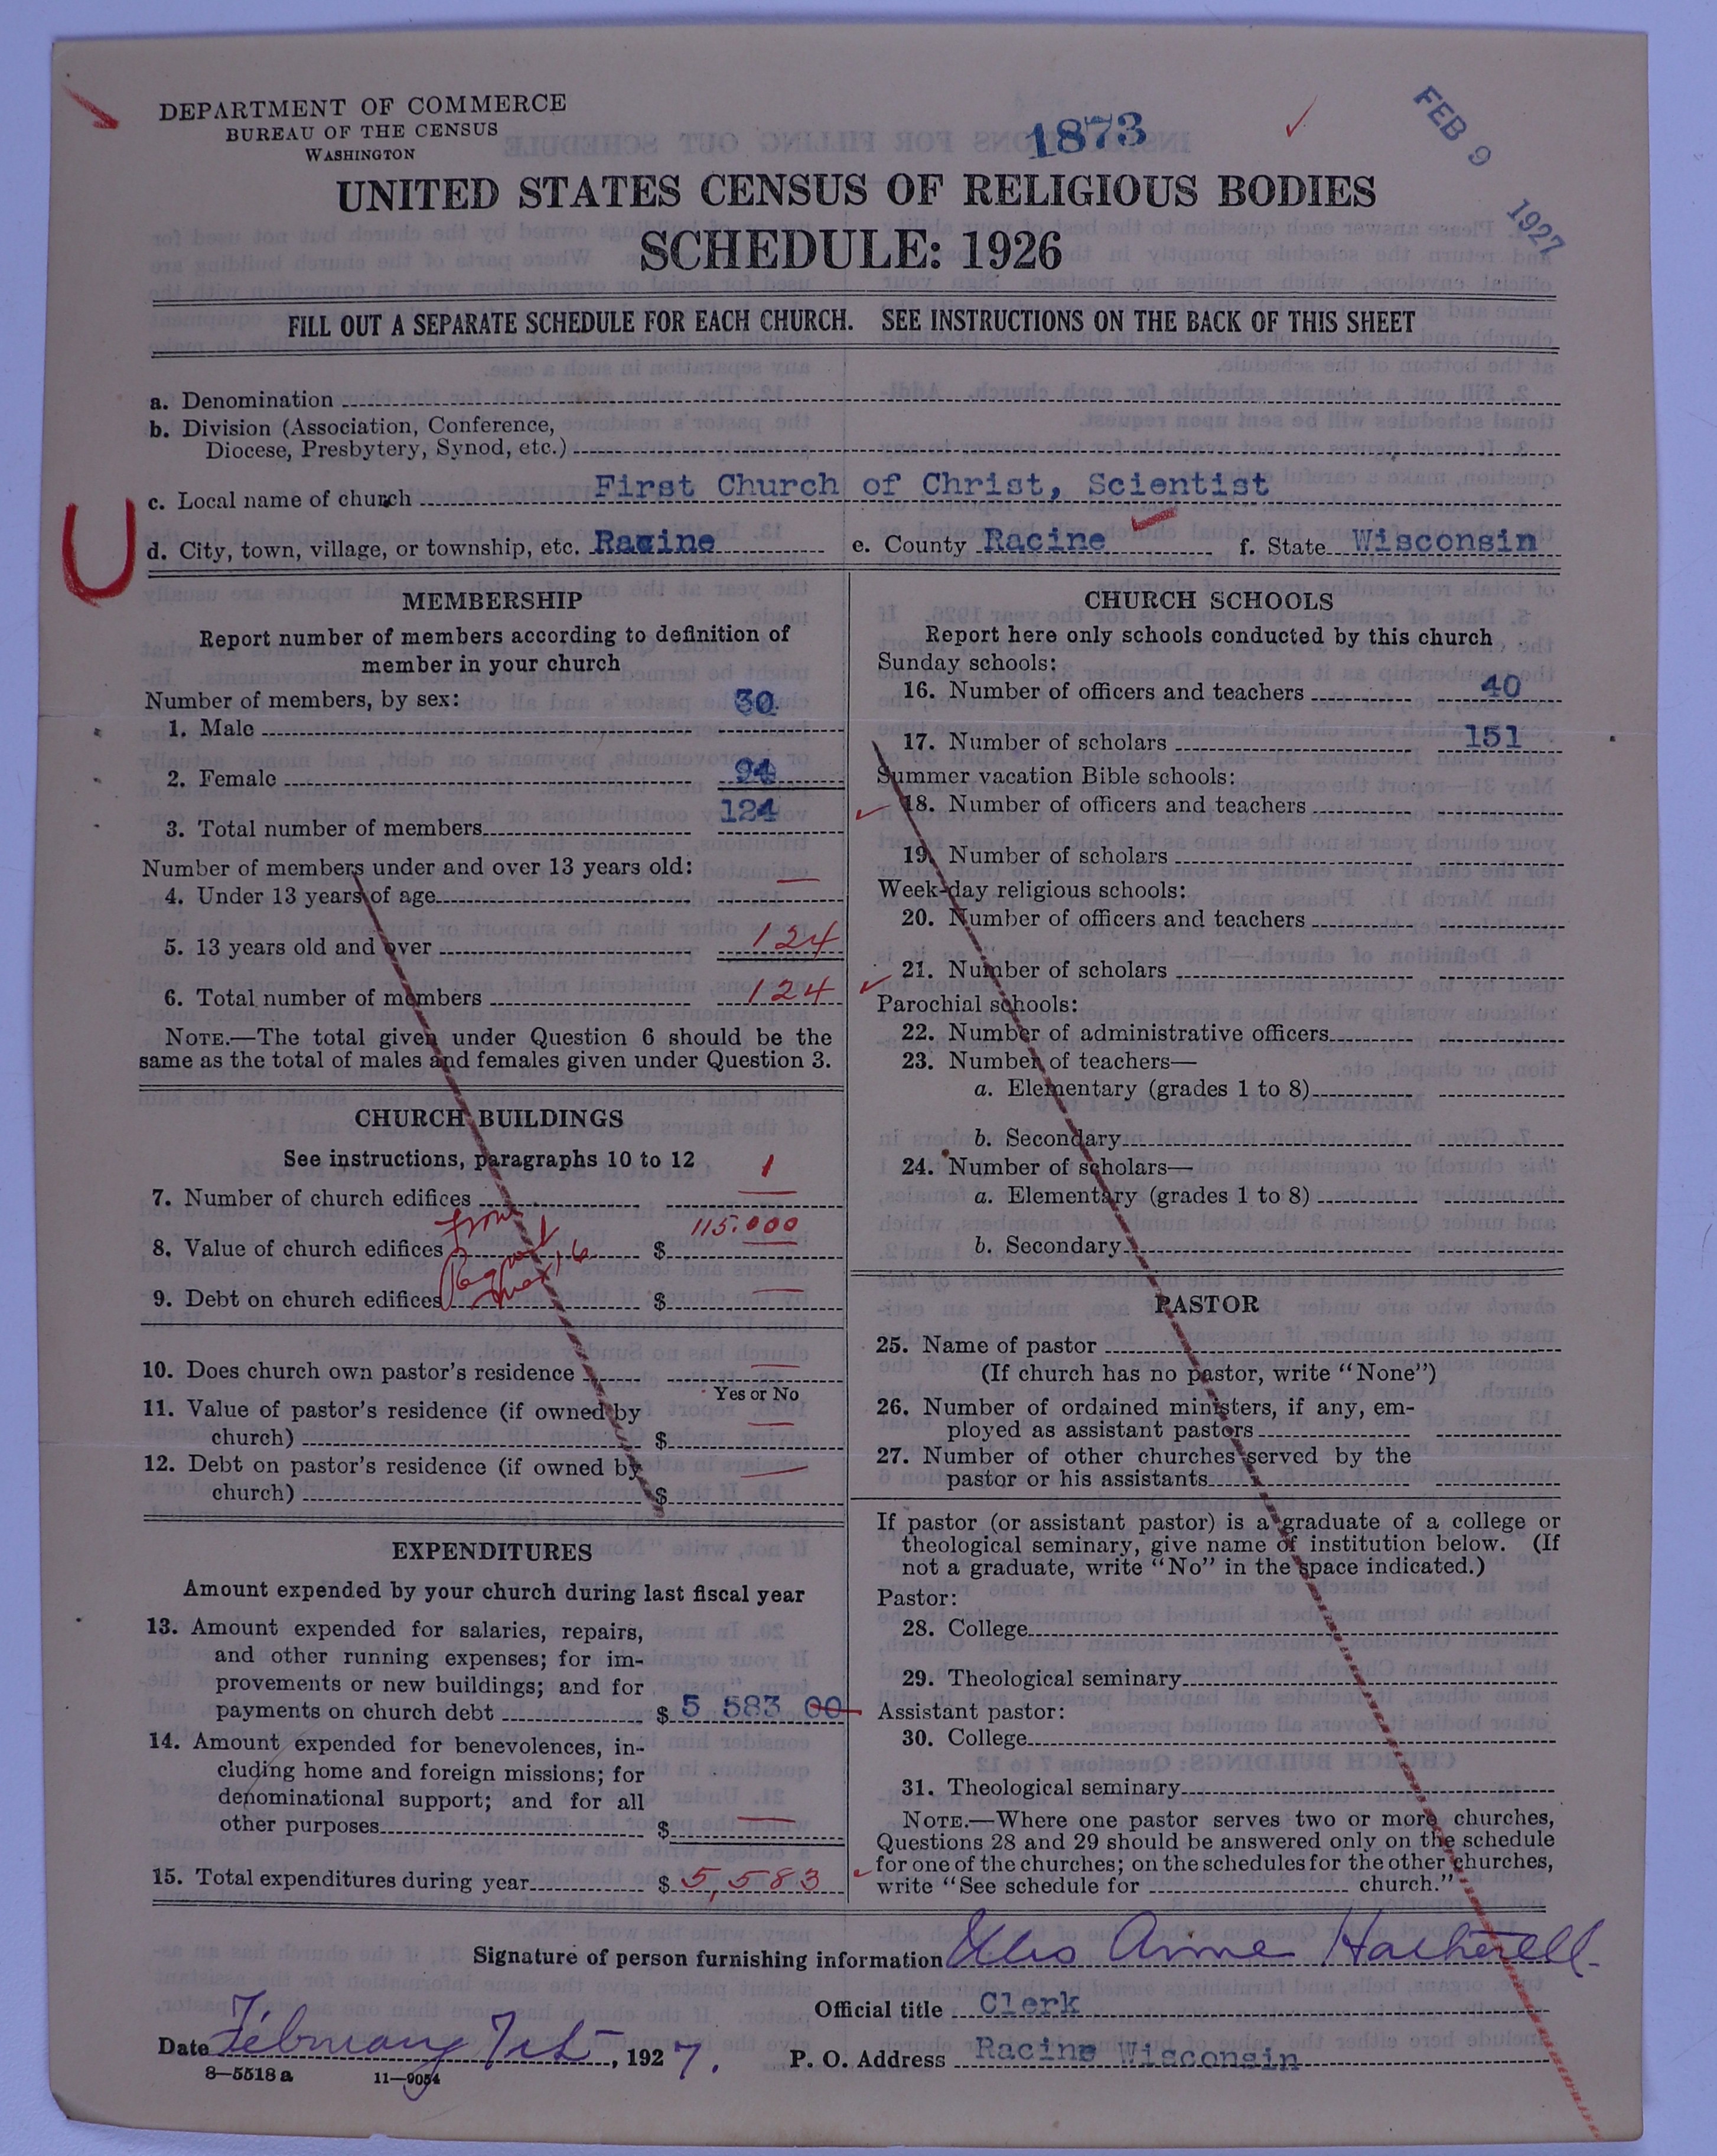 DEPARTMENT OF COMMERCE
BUREAU OF THE CENSUS
WASHINGTON
1873
FEB 9 1927
UNITED STATES CENSUS OF RELIGIOUS BODIES
SCHEDULE: 1926
FILL OUT A SEPARATE SCHEDULE FOR EACH CHURCH. SEE INSTRUCTIONS ON THE BACK OF THIS SHEET
a. Denomination
b. Division (Association, Conference,
Diocese, Presbytery, Synod, etc.)
c. Local name of church First Church of Christ, Scientist
d. City, town, village, or township, etc. Racine e. County Racine f. State Wisconsin
U
MEMBERSHIP
Report number of members according to definition of
member in your church
Number of members, by sex:
1. Male 30
2. Female 94
3. Total number of members 124
Number of members under and over 13 years old:
4. Under 13 years of age —
5. 13 years old and over 124
6. Total number of members 124
NOTE.—The total given under Question 6 should be the
same as the total of males and females given under Question 3.
CHURCH BUILDINGS
See instructions, paragraphs 10 to 12
7. Number of church edifices 1
from
8. Value of church edifices $ 115.000
9. Debt on church edifices $ —
10. Does church own pastor's residence —
Yes or No
11. Value of pastor's residence (if owned by
church) $ —
12. Debt on pastor's residence (if owned by
church) $ —
EXPENDITURES
Amount expended by your church during last fiscal year
13. Amount expended for salaries, repairs,
and other running expenses; for im-
provements or new buildings; and for
payments on church debt $ 5 583 00
14. Amount expended for benevolences, in-
cluding home and foreign missions; for
denominational support; and for all
other purposes $ —
15. Total expenditures during year $ 5,583
CHURCH SCHOOLS
Report here only schools conducted by this church
Sunday schools:
16. Number of officers and teachers 40
17. Number of scholars 151
Summer vacation Bible schools:
18. Number of officers and teachers
19. Number of scholars
Week-day religious schools:
20. Number of officers and teachers
21. Number of scholars
Parochial schools:
22. Number of administrative officers
23. Number of teachers—
a. Elementary (grades 1 to 8)
b. Secondary
24. Number of scholars—
a. Elementary (grades 1 to 8)
b. Secondary
PASTOR
25. Name of pastor
(If church has no pastor, write "None")
26. Number of ordained ministers, if any, em-
ployed as assistant pastors
27. Number of other churches served by the
pastor or his assistants
If pastor (or assistant pastor) is a graduate of a college or
theological seminary, give name of institution below. (If
not a graduate, write "No" in the space indicated.)
Pastor:
28. College
29. Theological seminary
Assistant pastor:
30. College
31. Theological seminary
NOTE.—Where one pastor serves two or more churches,
Questions 28 and 29 should be answered only on the schedule
for one of the churches; on the schedules for the other churches,
write "See schedule for church."
Signature of person furnishing information
Official title Clerk
Date February , 1927. P. O. Address Racine Wisconsin
8—5518 a 11—9054